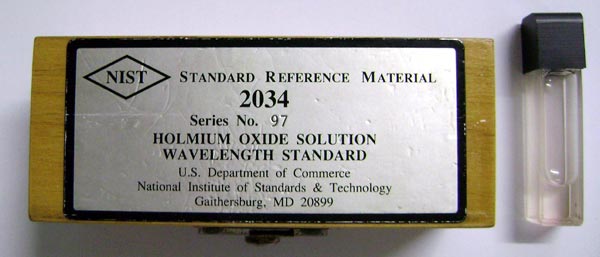 NIST STANDARD REFERENCE MATERIAL
2034
Series No. 97
HOLMIUM OXIDE SOLUTION
WAVELENGTH STANDARD
U.S. Department of Commerce
National Institute of Standards & Technology
Gaithersburg, MD 20899